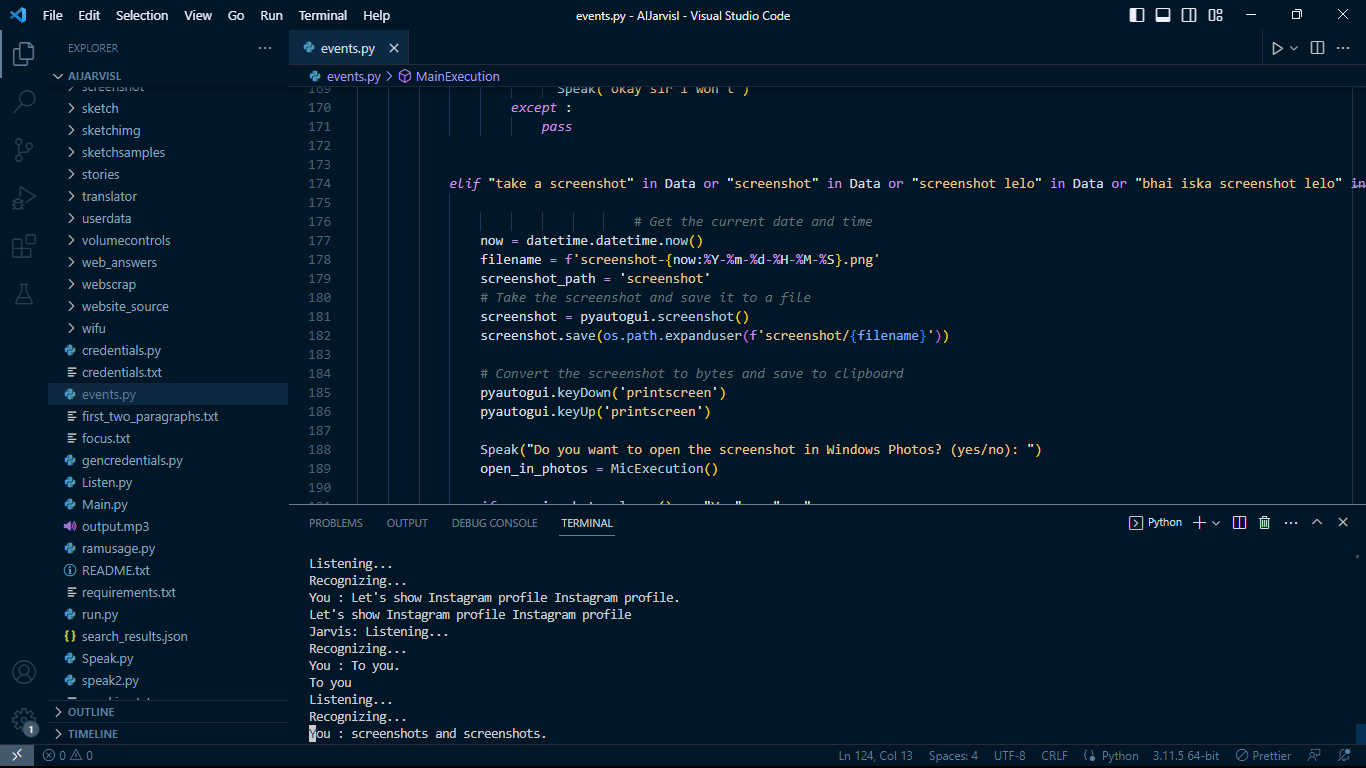 File Edit Selection View Go Run Terminal Help
events.py - AIJarvisl - Visual Studio Code
EXPLORER
AIJARVISL
screenshot
sketch
sketchimg
sketchsamples
stories
translator
userdata
volumecontrols
web_answers
webscrap
website_source
wifu
credentials.py
credentials.txt
events.py
first_two_paragraphs.txt
focus.txt
gencredentials.py
Listen.py
Main.py
output.mp3
ramusage.py
README.txt
requirements.txt
run.py
search_results.json
Speak.py
speak2.py
OUTLINE
TIMELINE
events.py
events.py > MainExecution
169 Speak("okay sir i won't")
170 except :
171 pass
172
173
174 elif "take a screenshot" in Data or "screenshot" in Data or "screenshot lelo" in Data or "bhai iska screenshot lelo" in
175
176 # Get the current date and time
177 now = datetime.datetime.now()
178 filename = f'screenshot-{now:%Y-%m-%d-%H-%M-%S}.png'
179 screenshot_path = 'screenshot'
180 # Take the screenshot and save it to a file
181 screenshot = pyautogui.screenshot()
182 screenshot.save(os.path.expanduser(f'screenshot/{filename}'))
183
184 # Convert the screenshot to bytes and save to clipboard
185 pyautogui.keyDown('printscreen')
186 pyautogui.keyUp('printscreen')
187
188 Speak("Do you want to open the screenshot in Windows Photos? (yes/no): ")
189 open_in_photos = MicExecution()
190
PROBLEMS OUTPUT DEBUG CONSOLE TERMINAL
Python
Listening...
Recognizing...
You : Let's show Instagram profile Instagram profile.
Let's show Instagram profile Instagram profile
Jarvis: Listening...
Recognizing...
You : To you.
To you
Listening...
Recognizing...
You : screenshots and screenshots.
1
0 0
Ln 124, Col 13 Spaces: 4 UTF-8 CRLF Python 3.11.5 64-bit Prettier